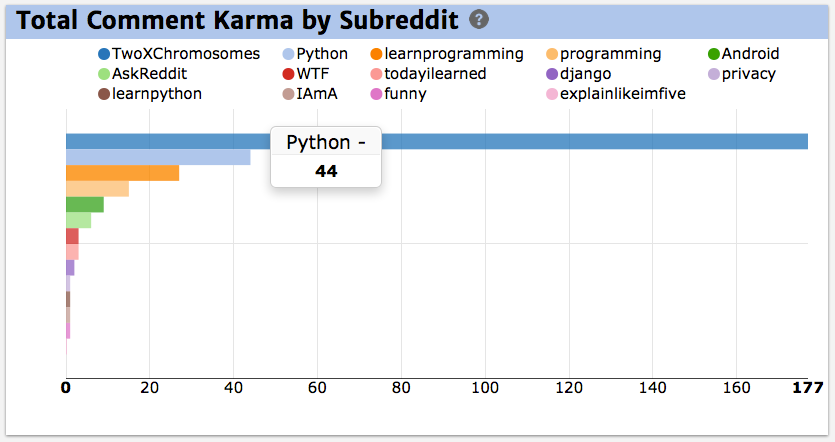 Total Comment Karma by Subreddit ?
TwoXChromosomes Python learnprogramming programming Android
AskReddit WTF todayilearned django privacy
learnpython IAmA funny explainlikeimfive
Python -
44
0 20 40 60 80 100 120 140 160 177